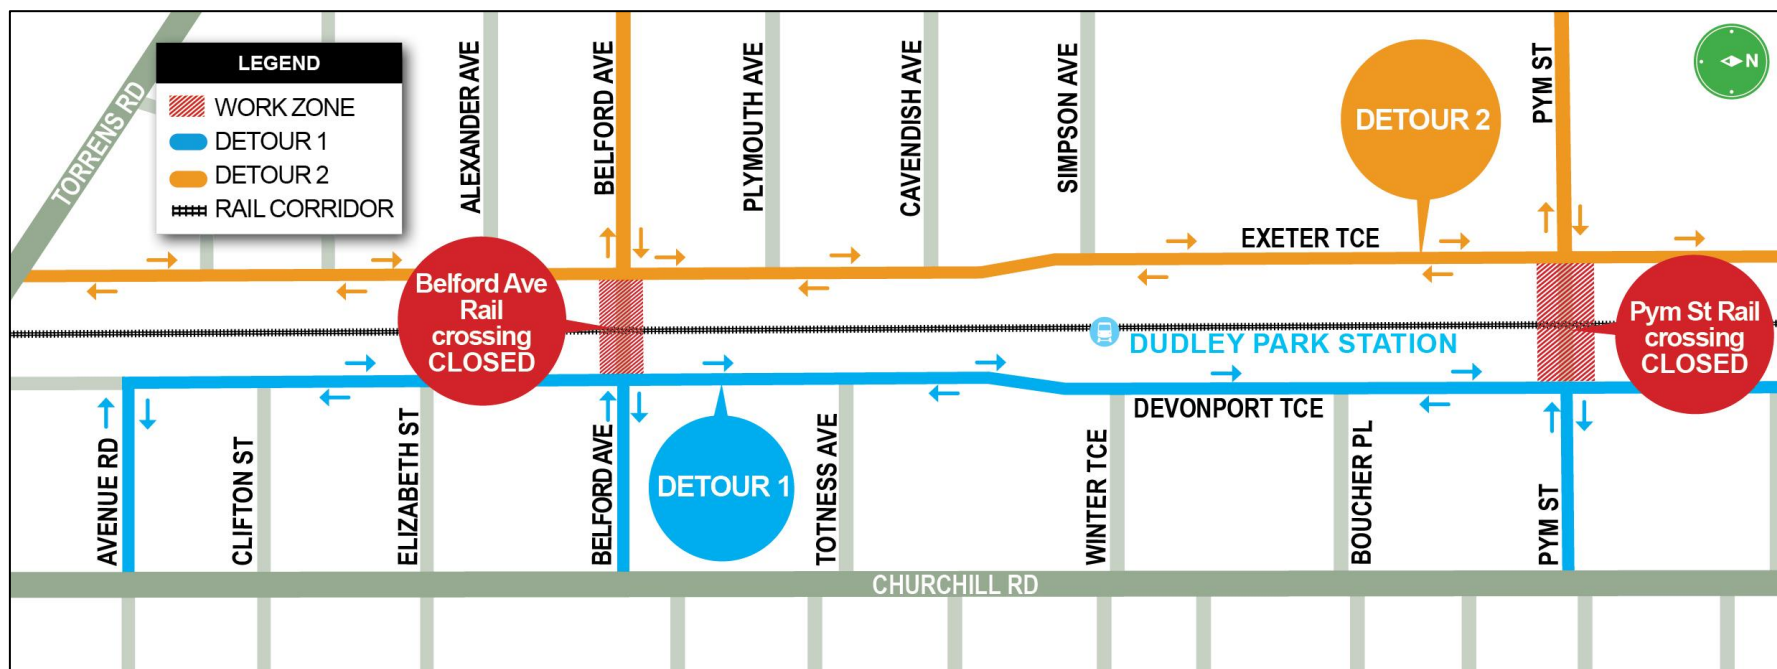 LEGEND
WORK ZONE
DETOUR 1
DETOUR 2
RAIL CORRIDOR
TORRENS RD
ALEXANDER AVE
BELFORD AVE
PLYMOUTH AVE
CAVENDISH AVE
SIMPSON AVE
DETOUR 2
PYM ST
N
EXETER TCE
Belford Ave
Rail
crossing
CLOSED
Pym St Rail
crossing
CLOSED
DUDLEY PARK STATION
DEVONPORT TCE
AVENUE RD
CLIFTON ST
ELIZABETH ST
BELFORD AVE
DETOUR 1
TOTNESS AVE
WINTER TCE
BOUCHER PL
PYM ST
CHURCHILL RD